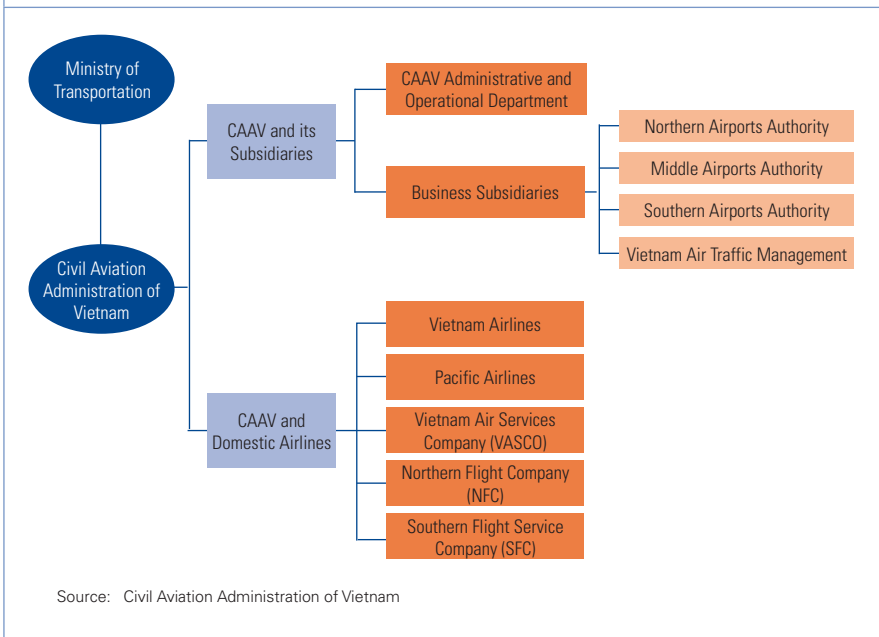 Ministry of
Transportation
CAAV Administrative and
Operational Department
CAAV and its
Subsidiaries
Northern Airports Authority
Middle Airports Authority
Business Subsidiaries
Southern Airports Authority
Vietnam Air Traffic Management
Civil Aviation
Administration of
Vietnam
Vietnam Airlines
Pacific Airlines
CAAV and
Domestic Airlines
Vietnam Air Services
Company (VASCO)
Northern Flight Company
(NFC)
Southern Flight Service
Company (SFC)
Source: Civil Aviation Administration of Vietnam